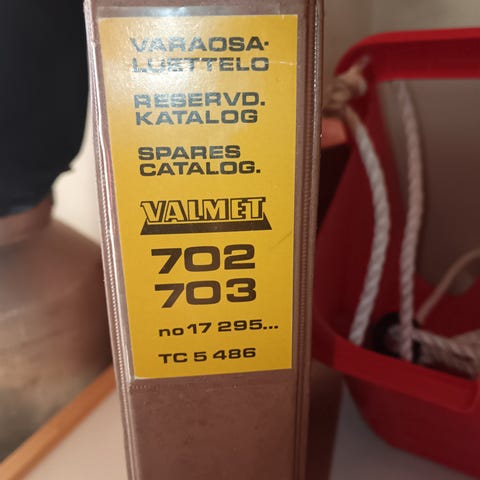 VARAOSA-
LUETTELO
RESERVD.
KATALOG
SPARES
CATALOG.
VALMET
702
703
no 17 295...
TC 5 486